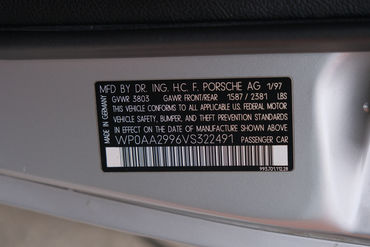 MFD BY DR. ING. H.C. F. PORSCHE AG 1/97
GVWR 3803 GAWR FRONT/REAR 1587 / 2381 LBS
THIS VEHICLE CONFORMS TO ALL APPLICABLE U.S. FEDERAL MOTOR
VEHICLE SAFETY, BUMPER, AND THEFT PREVENTION STANDARDS IN
EFFECT ON THE DATE OF MANUFACTURE SHOWN ABOVE.
WP0AA2996VS322491 PASSENGER CAR
MADE IN GERMANY